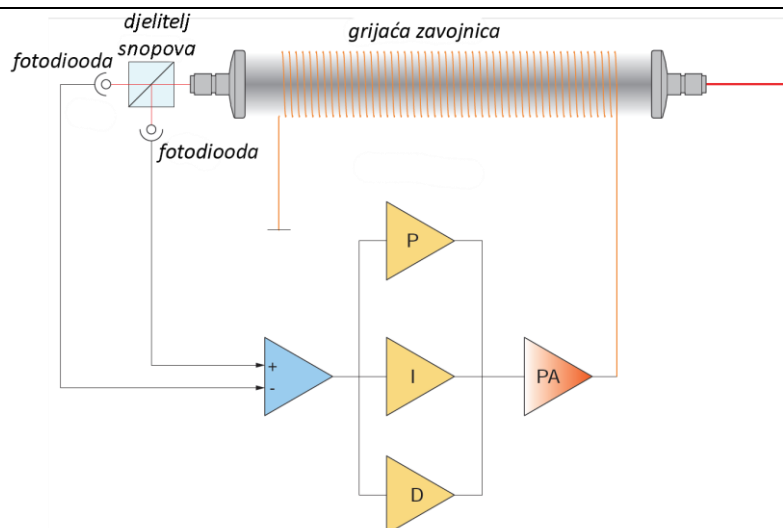 djelitelj
snopova
grijaća zavojnica
fotodiooda
fotodiooda
P
+
-
I
PA
D